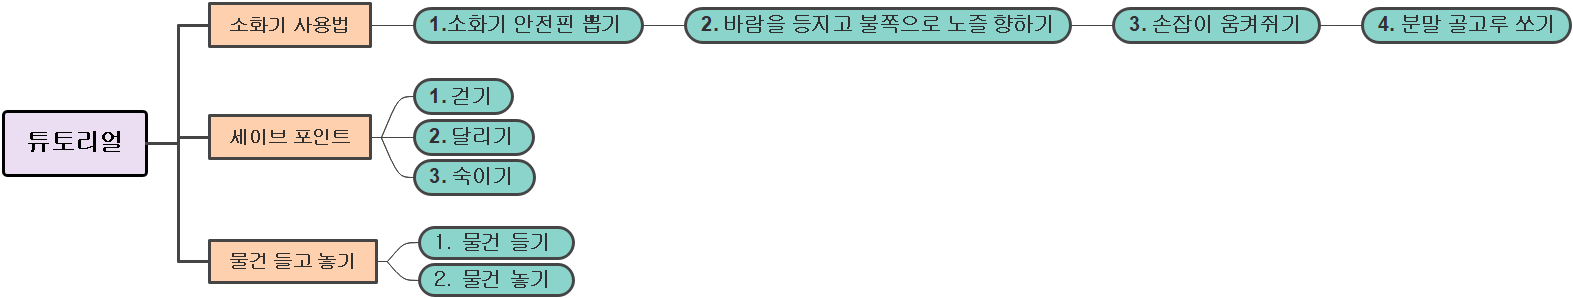 튜토리얼
소화기 사용법
1.소화기 안전핀 뽑기
2. 바람을 등지고 불쪽으로 노즐 향하기
3. 손잡이 움켜쥐기
4. 분말 골고루 쏘기
세이브 포인트
1. 걷기
2. 달리기
3. 숙이기
물건 들고 놓기
1. 물건 들기
2. 물건 놓기